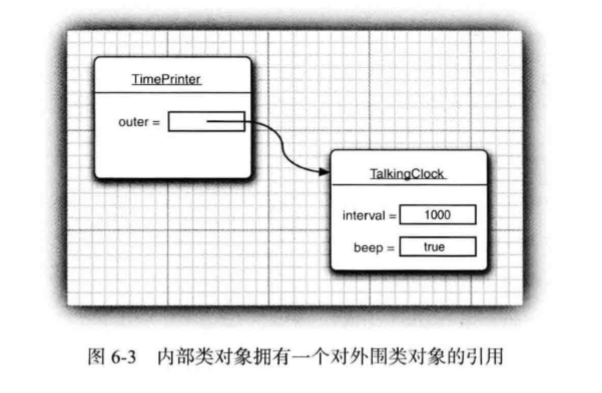 TimePrinter
outer =
TalkingClock
interval = 1000
beep = true
图 6-3 内部类对象拥有一个对外围类对象的引用